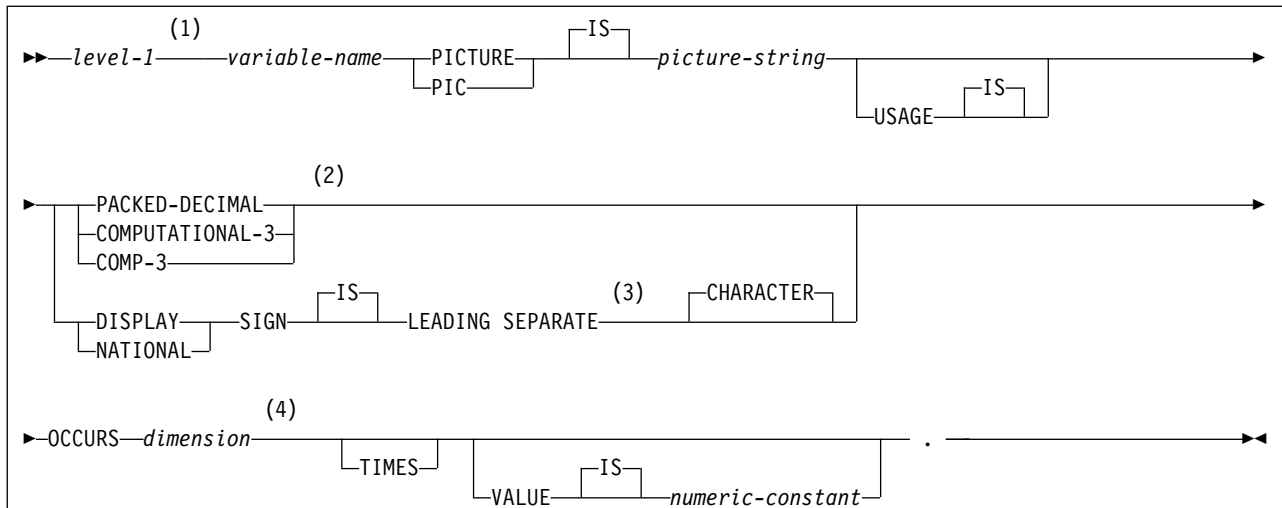 (1) IS
level-1 variable-name PICTURE picture-string
PIC IS
USAGE
(2)
PACKED-DECIMAL
COMPUTATIONAL-3
COMP-3
IS (3) CHARACTER
DISPLAY SIGN LEADING SEPARATE
NATIONAL
(4)
OCCURS dimension .
TIMES IS
VALUE numeric-constant